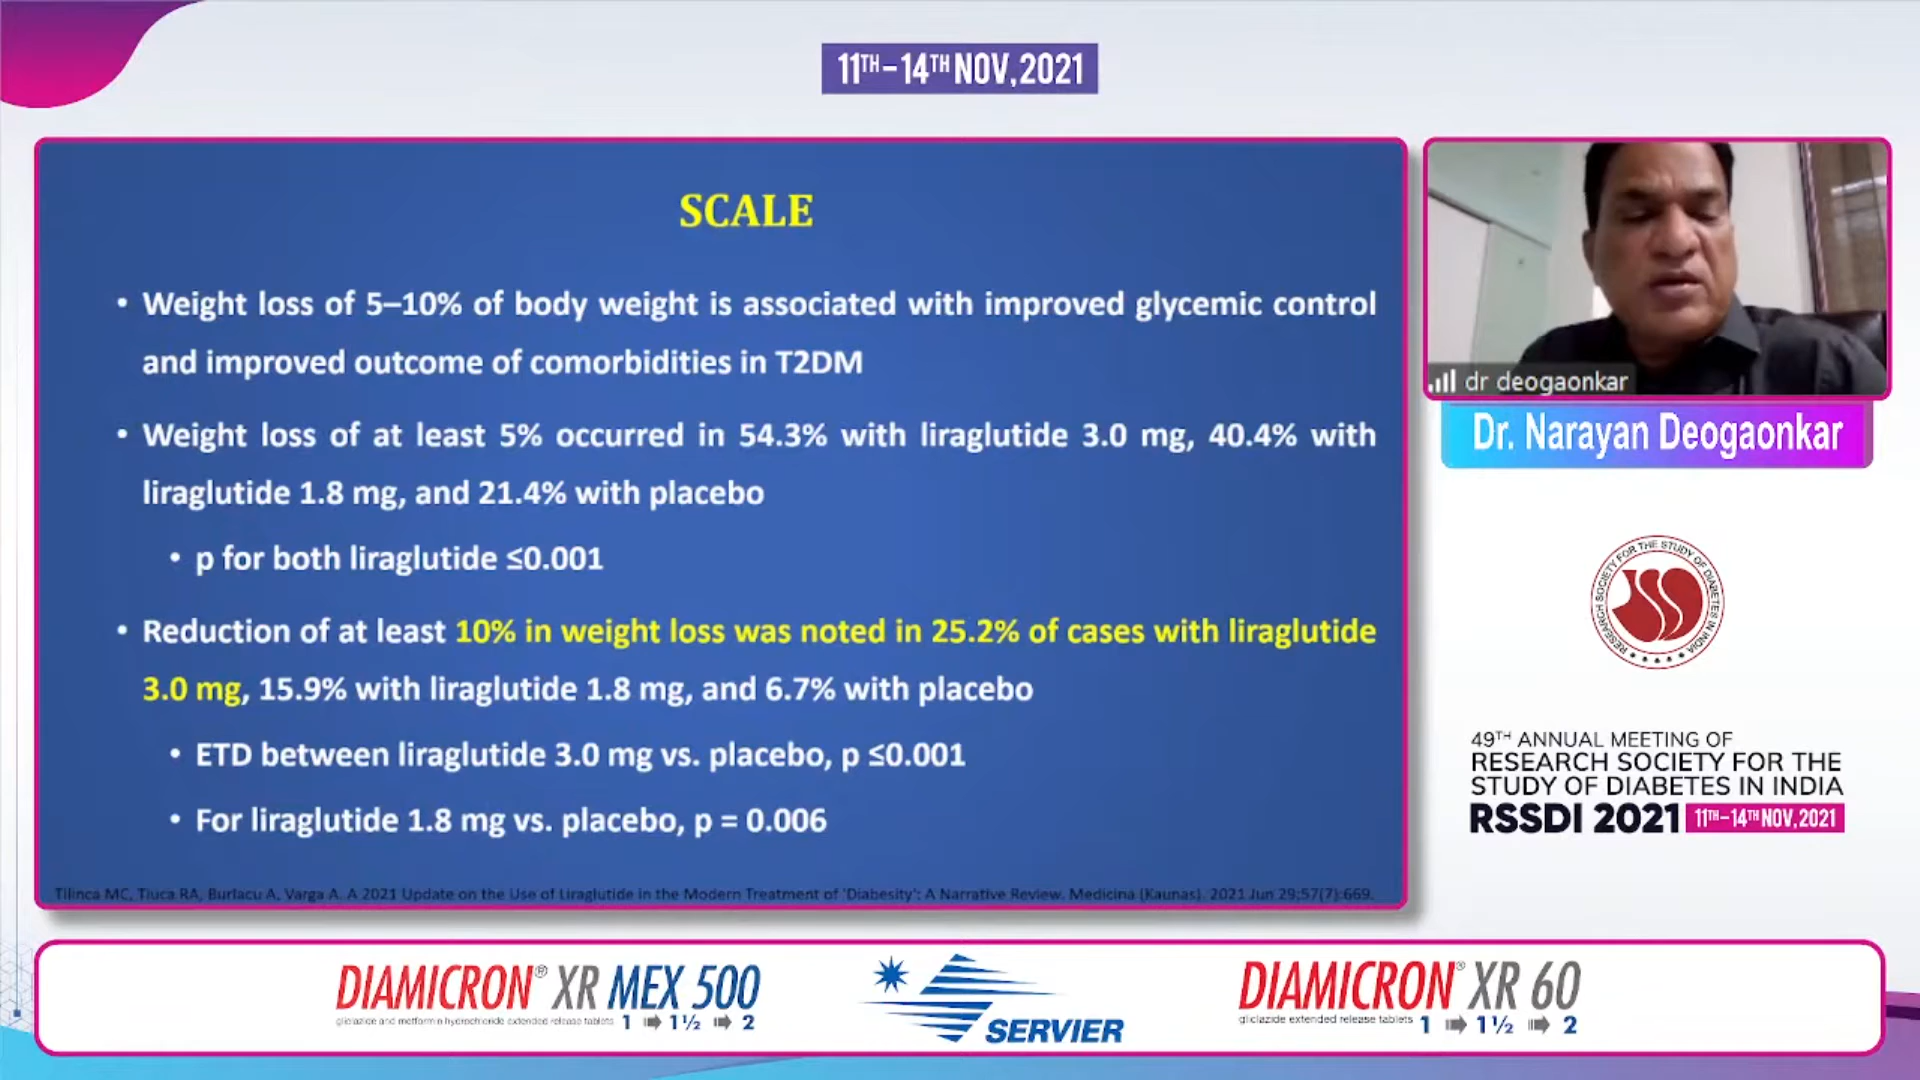 11TH – 14TH NOV, 2021
SCALE
• Weight loss of 5–10% of body weight is associated with improved glycemic control
and improved outcome of comorbidities in T2DM
• Weight loss of at least 5% occurred in 54.3% with liraglutide 3.0 mg, 40.4% with
liraglutide 1.8 mg, and 21.4% with placebo
• p for both liraglutide ≤0.001
• Reduction of at least 10% in weight loss was noted in 25.2% of cases with liraglutide
3.0 mg, 15.9% with liraglutide 1.8 mg, and 6.7% with placebo
• ETD between liraglutide 3.0 mg vs. placebo, p ≤0.001
• For liraglutide 1.8 mg vs. placebo, p = 0.006
Tilinca MC, Tiuca RA, Burlacu A, Varga A. A 2021 Update on the Use of Liraglutide in the Modern Treatment of 'Diabesity': A Narrative Review. Medicina (Kaunas). 2021 Jun 29;57(7):669.
dr deogaonkar
Dr. Narayan Deogaonkar
RESEARCH SOCIETY FOR THE STUDY OF DIABETES IN INDIA
49TH ANNUAL MEETING OF
RESEARCH SOCIETY FOR THE
STUDY OF DIABETES IN INDIA
RSSDI 2021 11TH – 14TH NOV, 2021
DIAMICRON® XR MEX 500
gliclazide and metformin hydrochloride extended release tablets 1 ➡ 1½ ➡ 2
SERVIER
DIAMICRON® XR 60
gliclazide extended release tablets 1 ➡ 1½ ➡ 2